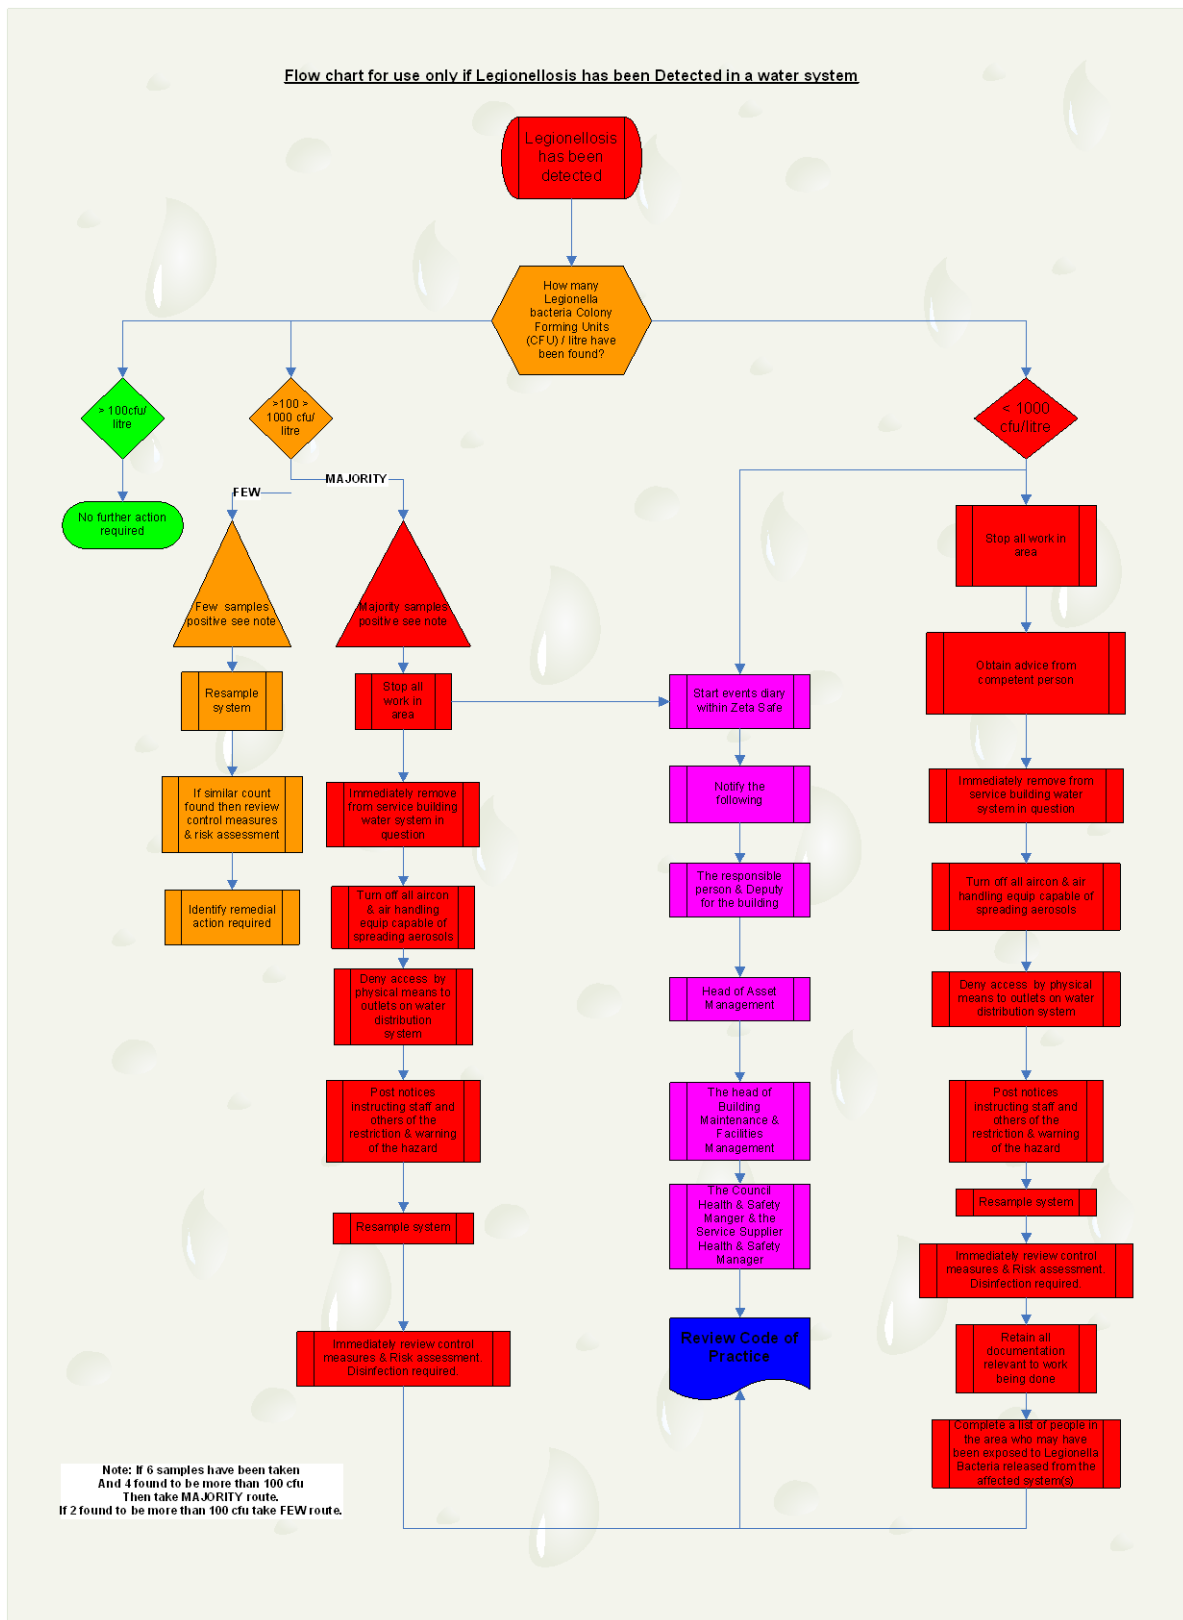 Flow chart for use only if Legionellosis has been Detected in a water system
Legionellosis
has been
detected
How many
Legionella
bacteria Colony
Forming Units
(CFU) / litre have
been found?
> 100cfu/
litre
>100 >
1000 cfu/
litre
< 1000
cfu/litre
No further action
required
FEW
MAJORITY
Few samples
positive see note
Majority samples
positive see note
Resample
system
If similar count
found then review
control measures
& risk assessment
Identify remedial
action required
Stop all
work in
area
Immediately remove
from service building
water system in
question
Turn off all aircon
& air handling
equip capable of
spreading aerosols
Deny access by
physical means to
outlets on water
distribution
system
Post notices
instructing staff and
others of the
restriction & warning
of the hazard
Resample system
Immediately review control
measures & Risk assessment.
Disinfection required.
Start events diary
within Zeta Safe
Notify the
following
The responsible
person & Deputy
for the building
Head of Asset
Management
The head of
Building
Maintenance &
Facilities
Management
The Council
Health & Safety
Manger & the
Service Supplier
Health & Safety
Manager
Review Code of
Practice
Stop all work in
area
Obtain advice from
competent person
Immediately remove from
service building water
system in question
Turn off all aircon & air
handling equip capable of
spreading aerosols
Deny access by physical
means to outlets on water
distribution system
Post notices
instructing staff and
others of the
restriction & warning
of the hazard
Resample system
Immediately review control
measures & Risk assessment.
Disinfection required.
Retain all
documentation
relevant to work
being done
Complete a list of people in
the area who may have
been exposed to Legionella
Bacteria released from the
affected system(s)
Note: If 6 samples have been taken
And 4 found to be more than 100 cfu
Then take MAJORITY route.
If 2 found to be more than 100 cfu take FEW route.